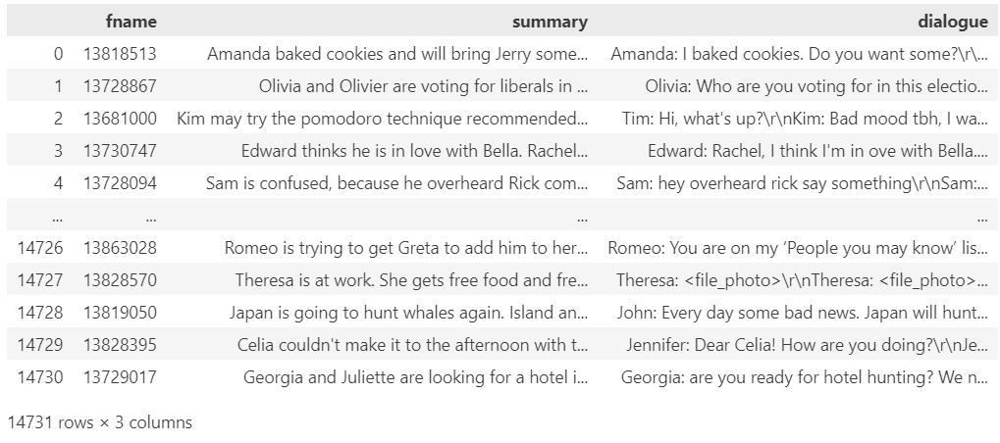 fname summary dialogue
0 13818513 Amanda baked cookies and will bring Jerry some... Amanda: I baked cookies. Do you want some?\r\...
1 13728867 Olivia and Olivier are voting for liberals in ... Olivia: Who are you voting for in this electio...
2 13681000 Kim may try the pomodoro technique recommended... Tim: Hi, what's up?\r\nKim: Bad mood tbh, I wa...
3 13730747 Edward thinks he is in love with Bella. Rachel... Edward: Rachel, I think I'm in ove with Bella....
4 13728094 Sam is confused, because he overheard Rick com... Sam: hey overheard rick say something\r\nSam:...
... ... ... ...
14726 13863028 Romeo is trying to get Greta to add him to her... Romeo: You are on my ‘People you may know’ lis...
14727 13828570 Theresa is at work. She gets free food and fre... Theresa: <file_photo>\r\nTheresa: <file_photo>...
14728 13819050 Japan is going to hunt whales again. Island an... John: Every day some bad news. Japan will hunt...
14729 13828395 Celia couldn't make it to the afternoon with t... Jennifer: Dear Celia! How are you doing?\r\nJe...
14730 13729017 Georgia and Juliette are looking for a hotel i... Georgia: are you ready for hotel hunting? We n...
14731 rows × 3 columns